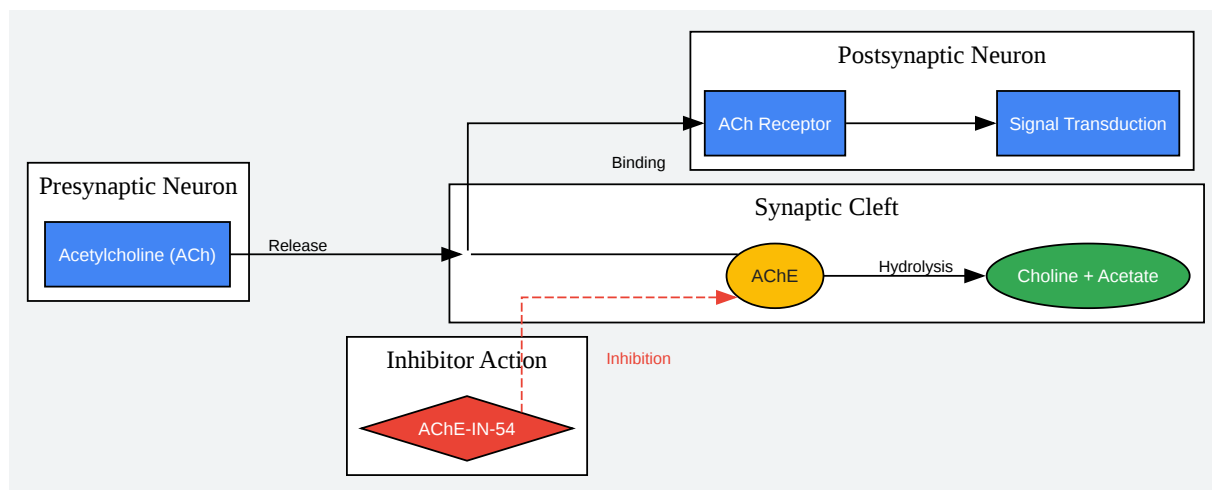 Postsynaptic Neuron
ACh Receptor
Signal Transduction
Binding
Presynaptic Neuron
Acetylcholine (ACh)
Release
Synaptic Cleft
AChE
Hydrolysis
Choline + Acetate
Inhibitor Action
Inhibition
AChE-IN-54